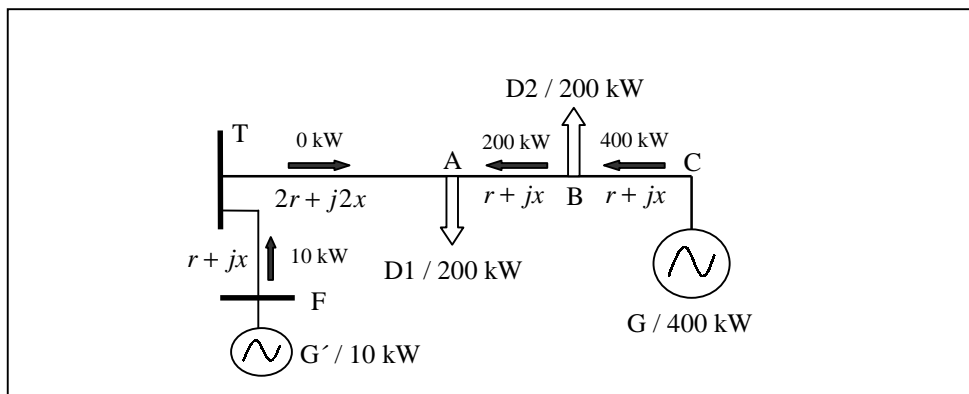 D2 / 200 kW
T
0 kW
A
200 kW
400 kW
C
2r + j2x
r + jx
B
r + jx
r + jx
10 kW
D1 / 200 kW
F
G / 400 kW
G´ / 10 kW